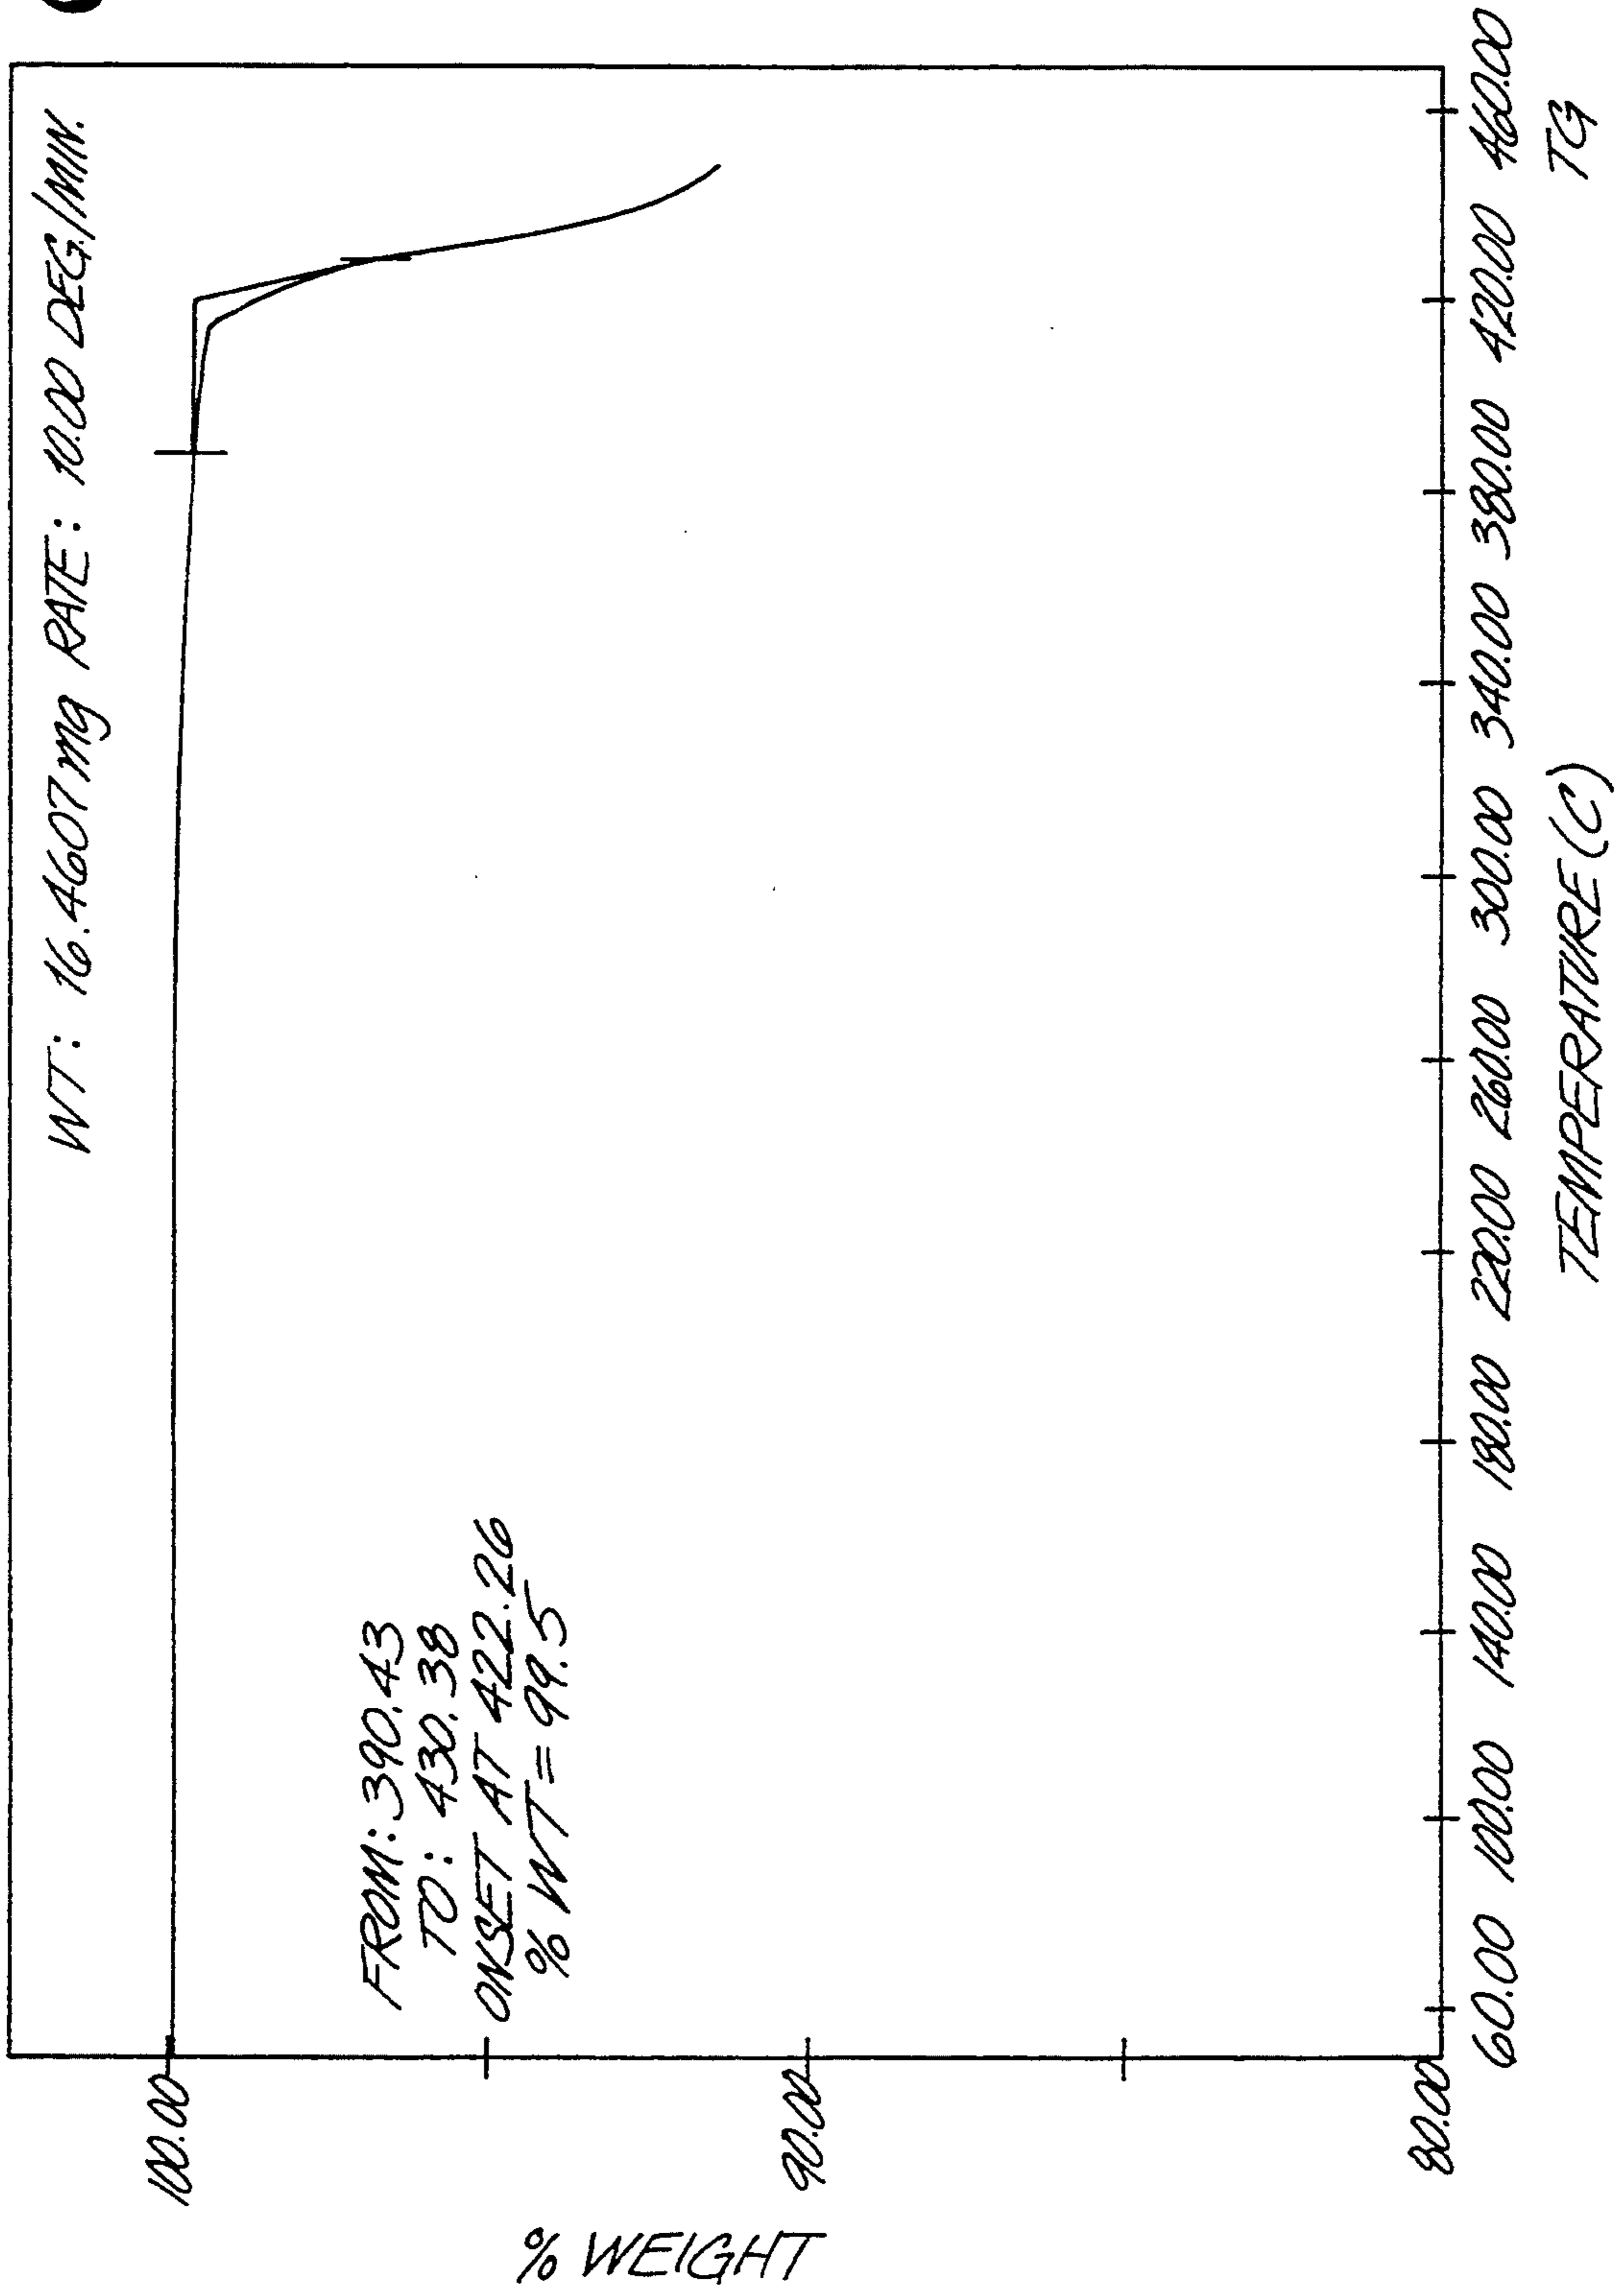 WT: 16.4607mg RATE: 10.00 DEG./MIN.
FROM: 390.43
TO: 430.38
ONSET AT 422.26
% WT = 99.5
% WEIGHT
100.00
90.00
80.00
60.00 100.00 140.00 180.00 220.00 260.00 300.00 340.00 380.00 420.00 460.00
TEMPERATURE (C)
TG